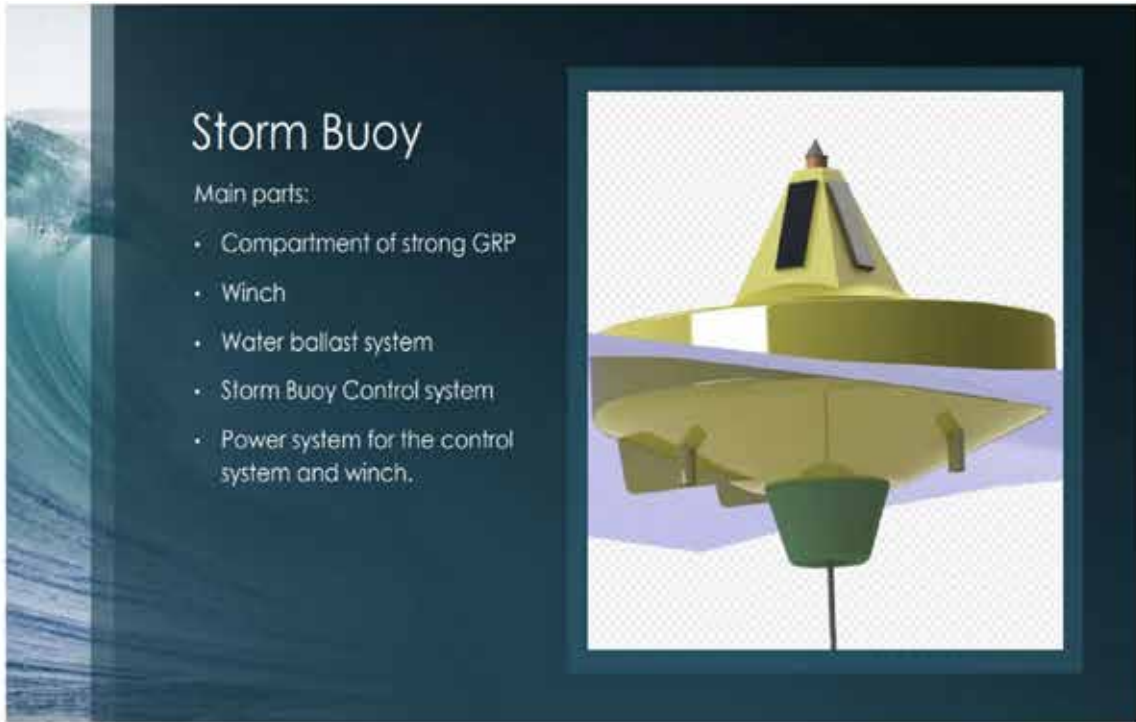 Storm Buoy
Main parts:
• Compartment of strong GRP
• Winch
• Water ballast system
• Storm Buoy Control system
• Power system for the control
system and winch.